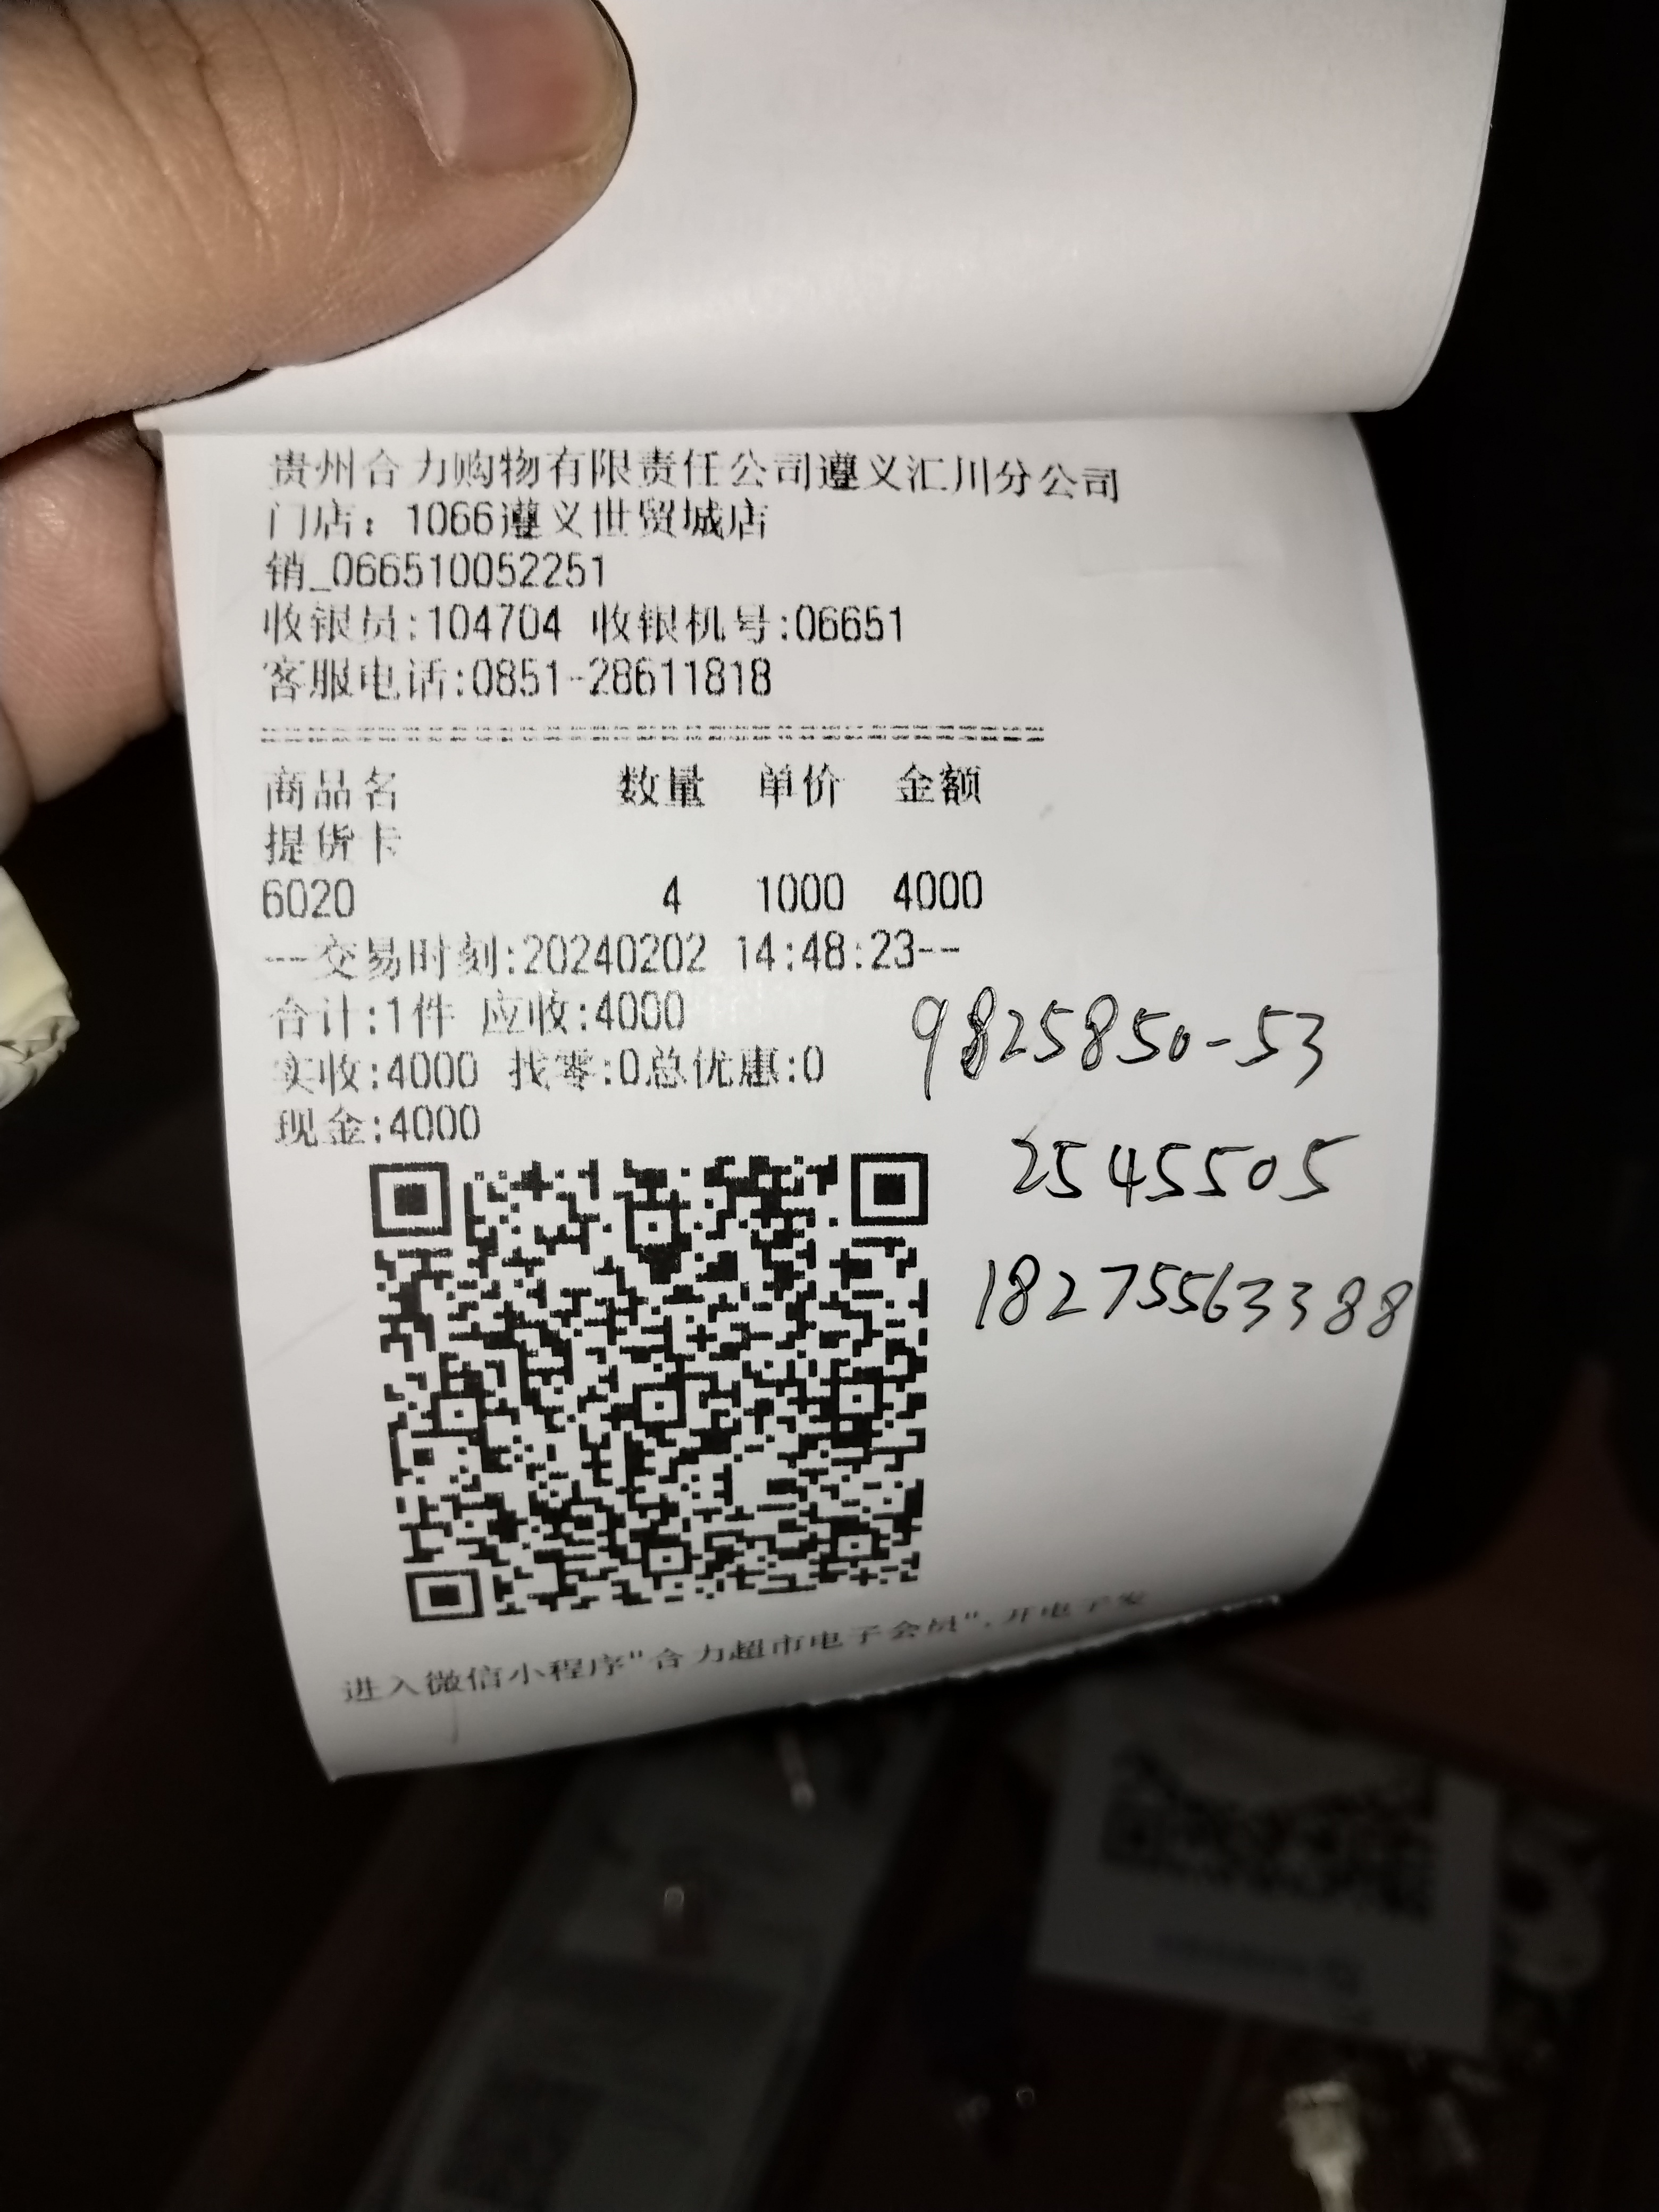 贵州合力购物有限责任公司遵义汇川分公司
门店：1066遵义世贸城店
销_066510052251
收银员:104704 收银机号:06651
客服电话:0851-28611818
商品名 数量 单价 金额
提货卡
6020 4 1000 4000
--交易时刻:20240202 14:48:23--
合计:1件 应收:4000
实收:4000 找零:0总优惠:0
现金:4000
9825850-53
2545505
18275563388
进入微信小程序"合力超市电子会员",开电子发